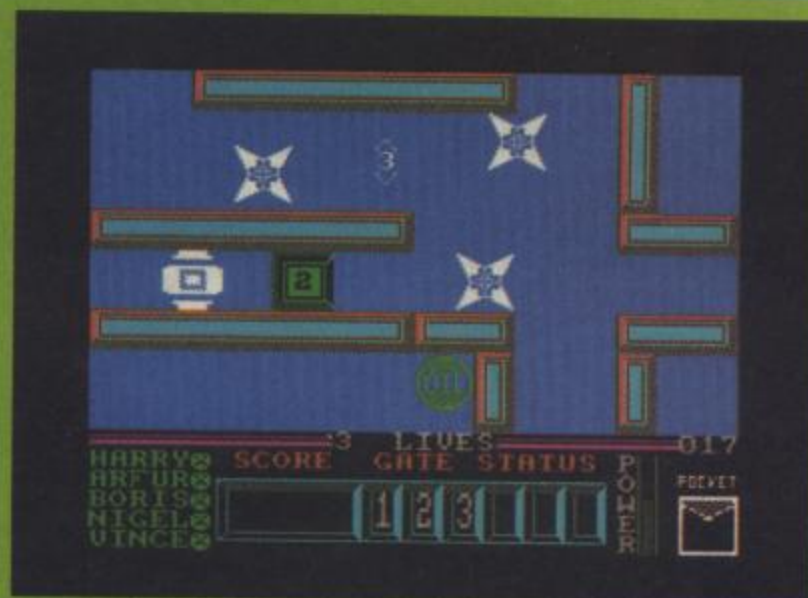 3
2
3 LIVES 017
HARRY SCORE GATE STATUS POWER
ARFUR
BORIS 1 2 3 POCKET
NIGEL
VINCE